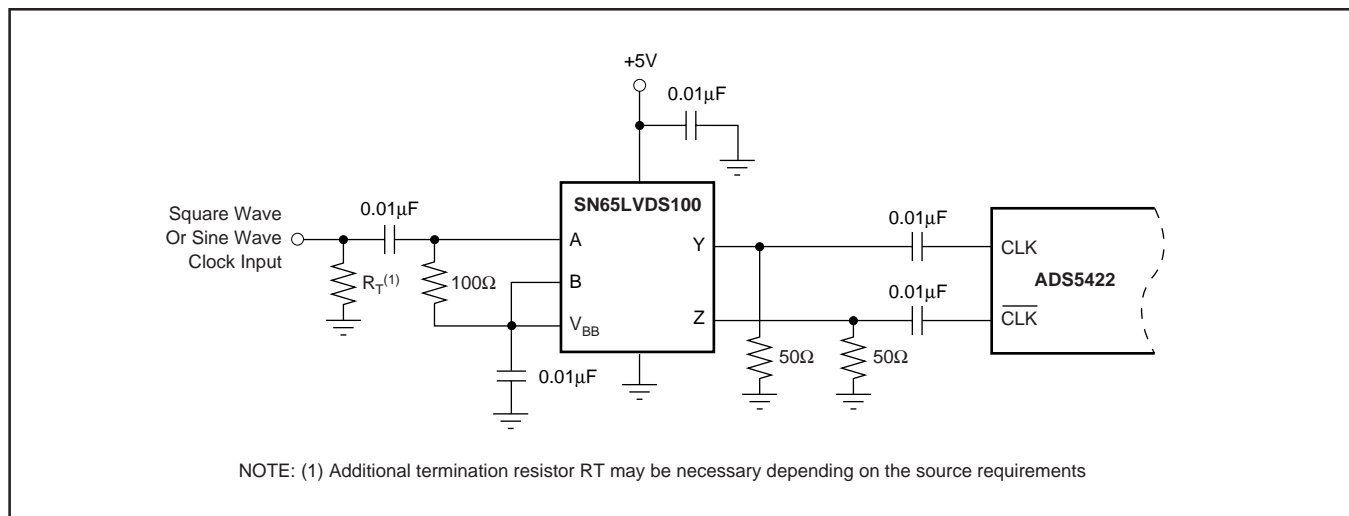 +5V
0.01μF
SN65LVDS100
Square Wave
Or Sine Wave
Clock Input
0.01μF
R_T(1)
100Ω
A
B
V_BB
Y
Z
0.01μF
0.01μF
0.01μF
50Ω
50Ω
CLK
ADS5422
C̅L̅K̅
NOTE: (1) Additional termination resistor RT may be necessary depending on the source requirements